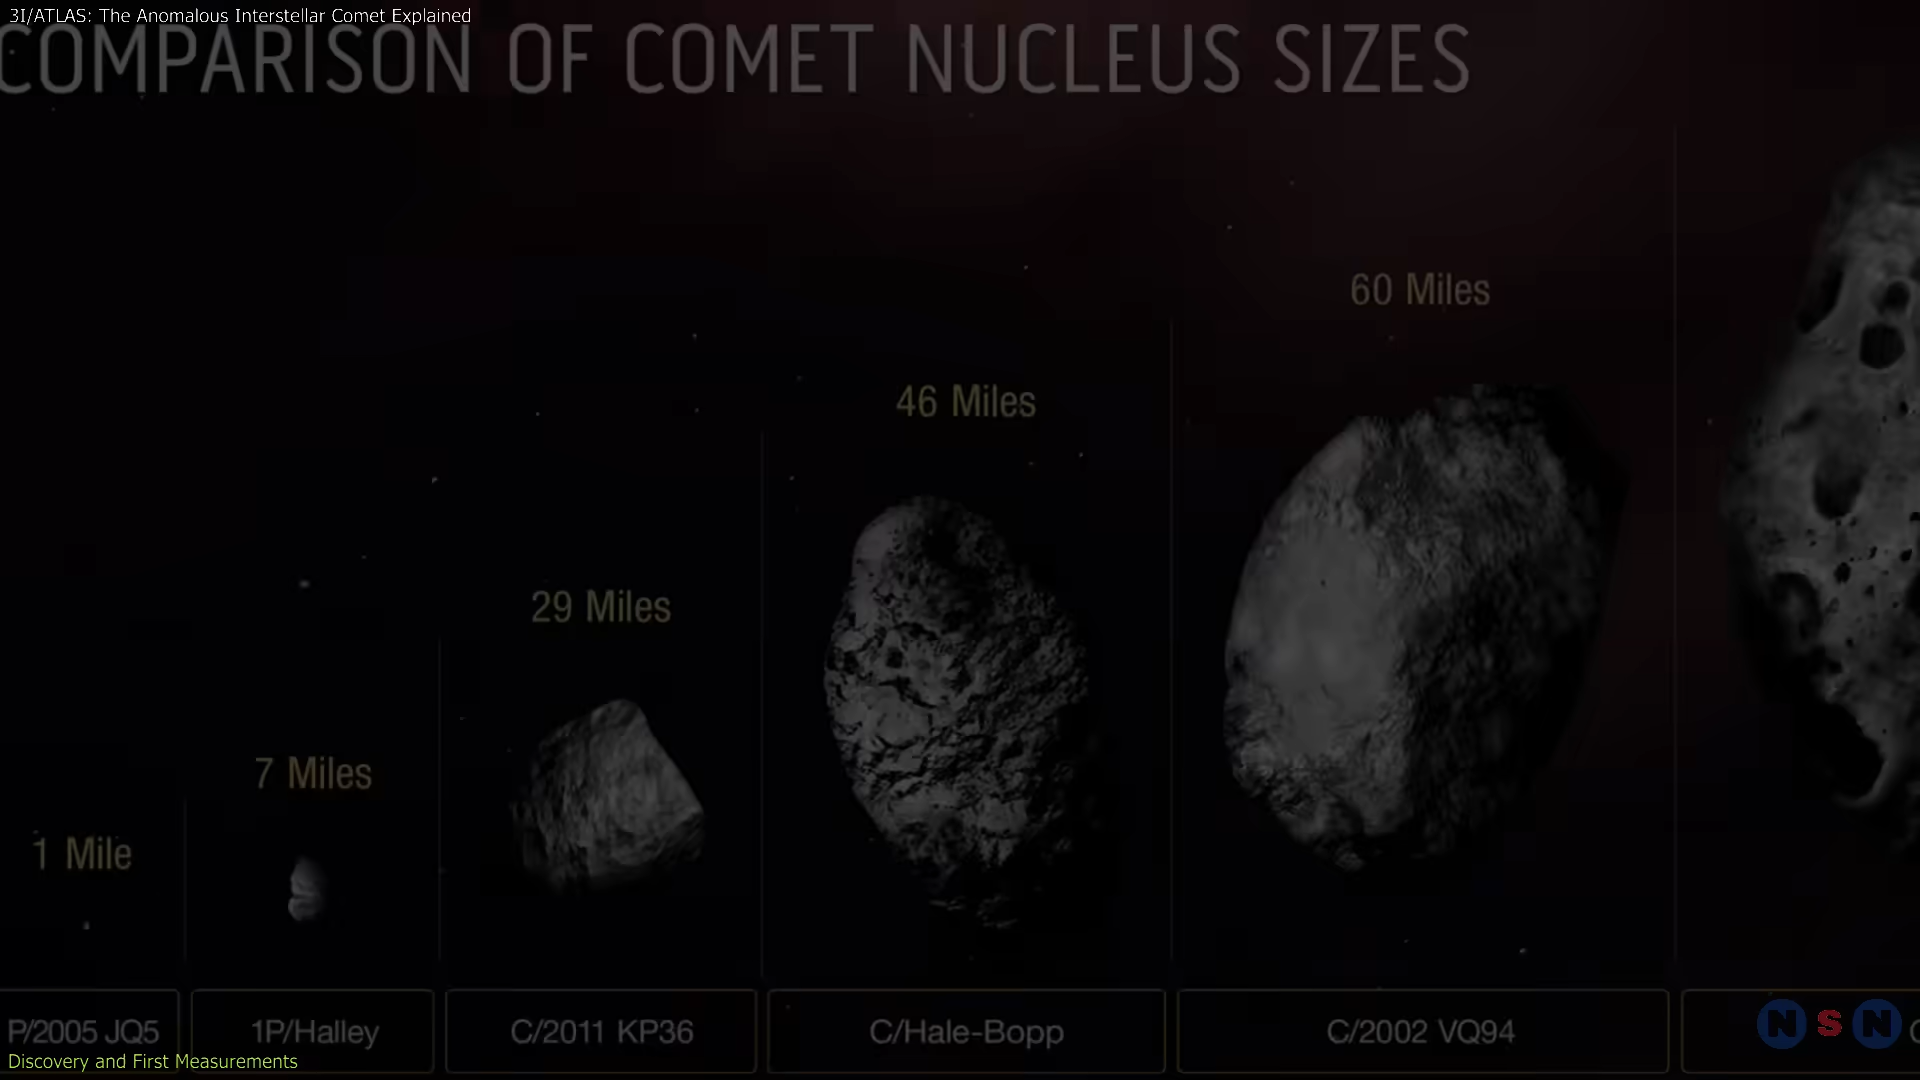 3I/ATLAS: The Anomalous Interstellar Comet Explained
COMPARISON OF COMET NUCLEUS SIZES
60 Miles
46 Miles
29 Miles
7 Miles
1 Mile
P/2005 JQ5
1P/Halley
C/2011 KP36
C/Hale-Bopp
C/2002 VQ94
N S N
Discovery and First Measurements